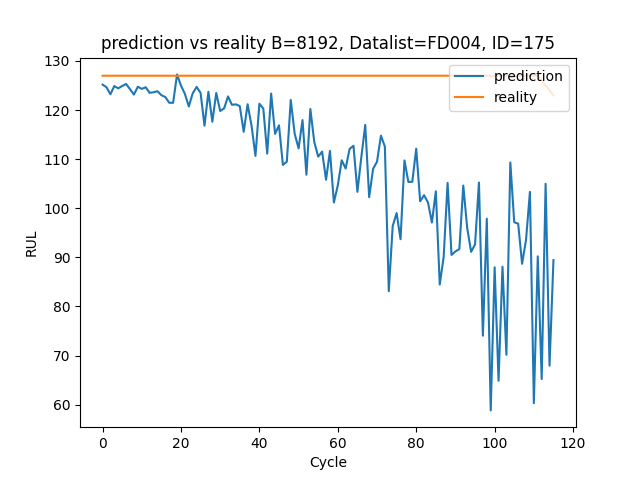 prediction vs reality B=8192, Datalist=FD004, ID=175
130
120
110
100
90
80
70
60
RUL
prediction
reality
0 20 40 60 80 100 120
Cycle